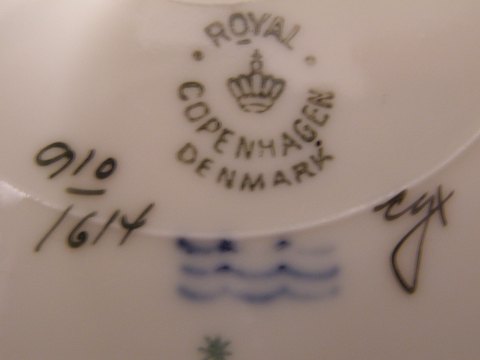 ROYAL
COPENHAGEN
DENMARK.
910
1614